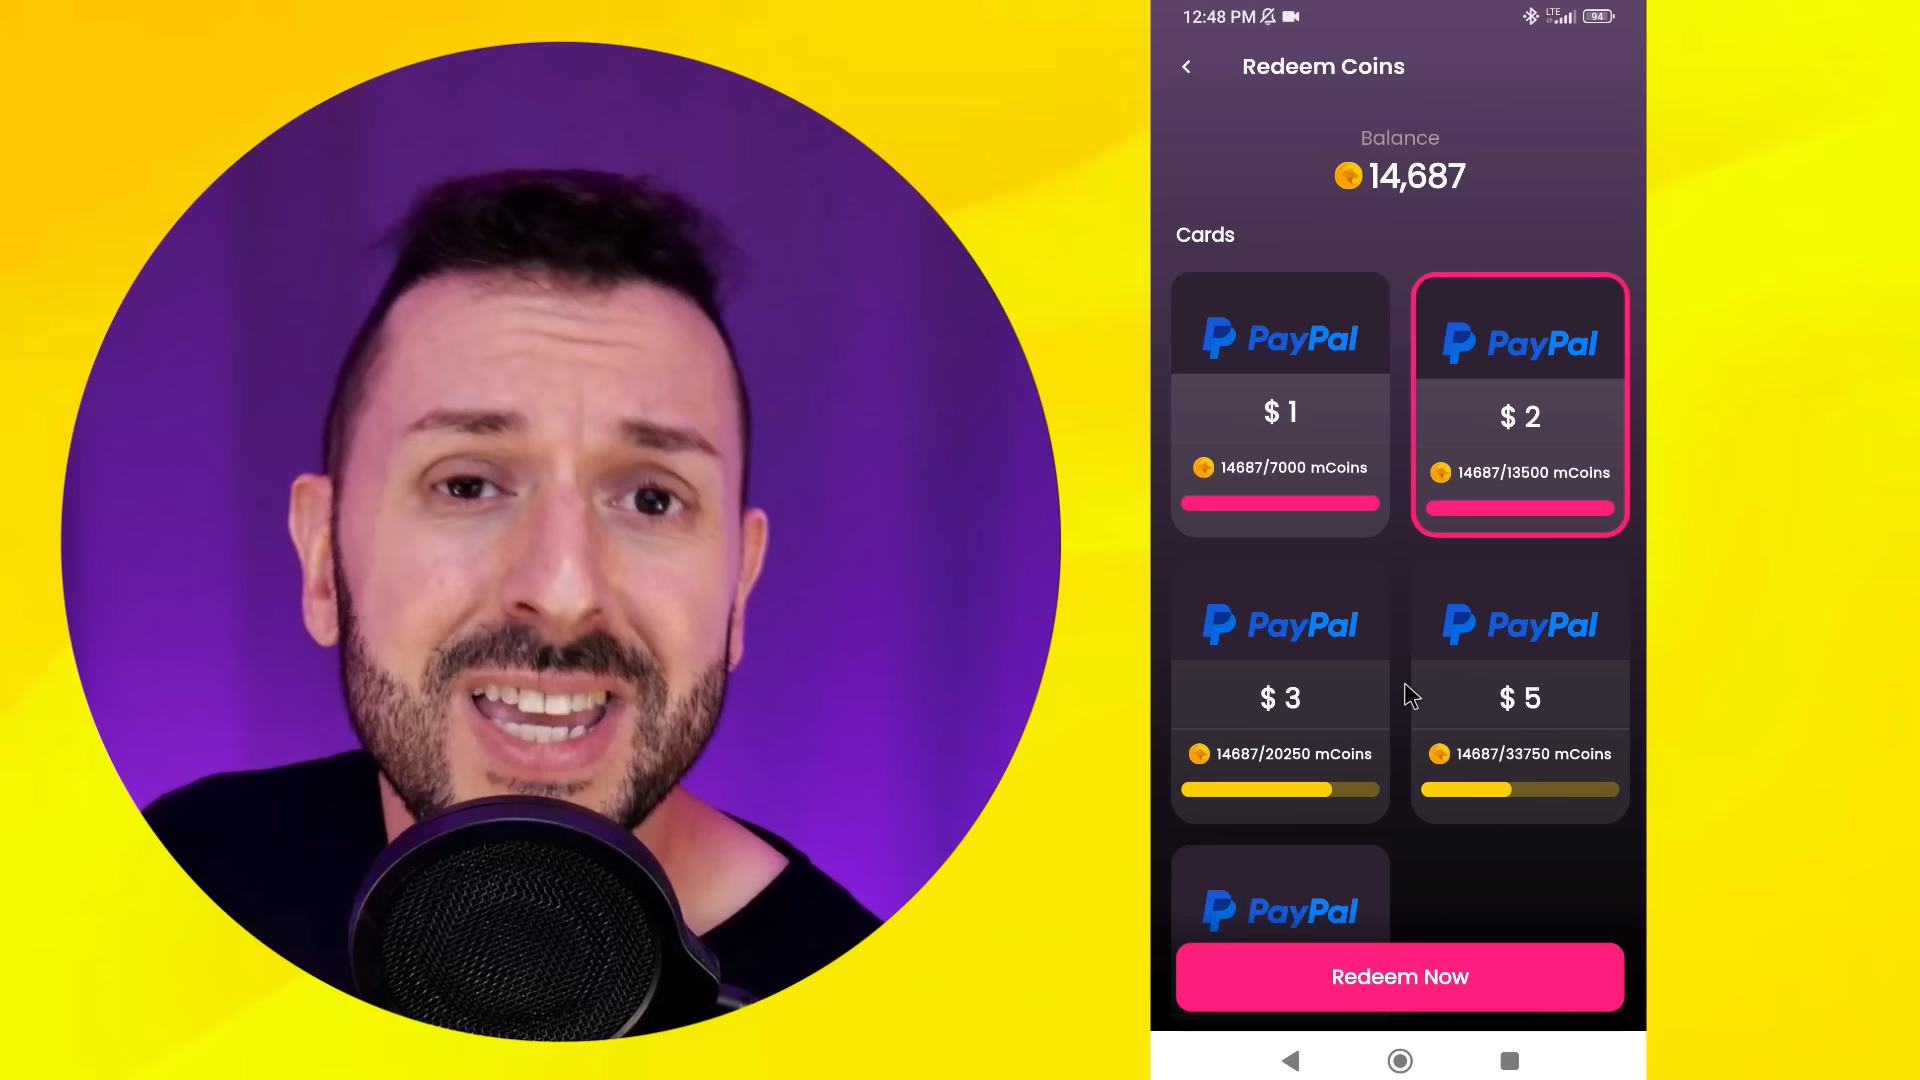 12:48 PM
LTE
94
Redeem Coins
Balance
14,687
Cards
PayPal
$ 1
14687/7000 mCoins
PayPal
$ 2
14687/13500 mCoins
PayPal
$ 3
14687/20250 mCoins
PayPal
$ 5
14687/33750 mCoins
PayPal
Redeem Now